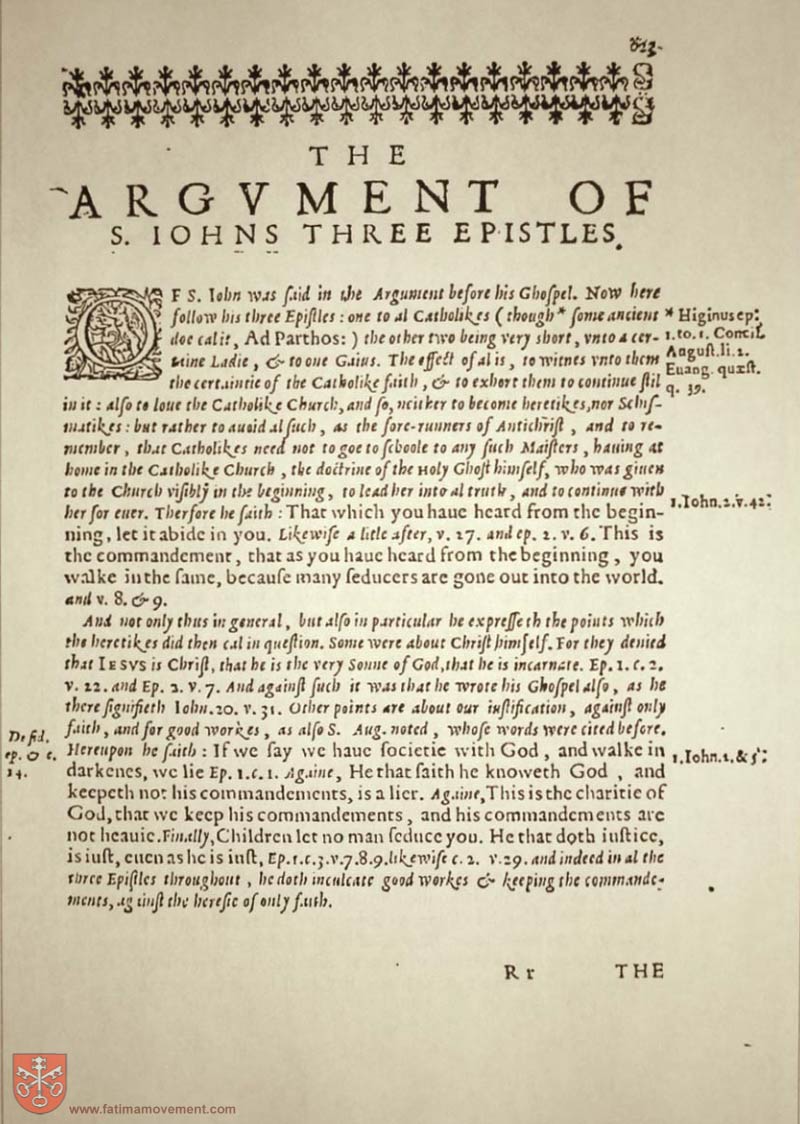 THE
ARGVMENT OF
S. IOHNS THREE EPISTLES.
OF S. Iohn was ſaid in the Argument before his Ghoſpel. Now here
follow his three Epiſtles: one to al Catholikes (though * ſome ancient
doe cal it, Ad Parthos:) the other two being very short, vnto a cer-
taine Ladie, & to one Gaius. The effect of al is, to witnes vnto them
the certaintie of the Catholike faith, & to exhort them to continue ſtil
in it: alſo to loue the Catholike Church, and ſo, neither to become heretikes, nor Schiſ-
matikes: but rather to auoid al ſuch, as the fore-runners of Antichriſt, and to re-
member, that Catholikes need not to goe to ſchoole to any ſuch Maiſters, hauing at
home in the Catholike Church, the doctrine of the Holy Ghoſt himſelf, who was giuen
to the Church viſibly in the beginning, to lead her into al truth, and to continue with
her for euer. Therfore he ſaith: That which you haue heard from the begin-
ning, let it abide in you. Likewiſe a litle after, v. 27. and ep. 2. v. 6. This is
the commandement, that as you haue heard from the beginning, you
walke in the ſame, becauſe many ſeducers are gone out into the world.
and v. 8. & 9.
And not only thus in general, but alſo in particular he expreſſeth the points which
the heretikes did then cal in queſtion. Some were about Chriſt himſelf. For they denied
that IESVS is Chriſt, that he is the very Sonne of God, that he is incarnate. Ep. 1. c. 2.
v. 22. and Ep. 2. v. 7. And againſt ſuch it was that he wrote his Ghoſpel alſo, as he
there ſignifieth Iohn. 20. v. 31. Other points are about our iuſtification, againſt only
faith, and for good workes, as alſo S. Aug. noted, whoſe words were cited before.
Hereupon he ſaith: If we ſay we haue ſocietie with God, and walke in
darkenes, we lie Ep. 1. c. 1. Againe, He that ſaith he knoweth God, and
keepeth not his commandements, is a lier. Againe, This is the charitie of
God, that we keep his commandements, and his commandements are
not heauie. Finally, Children let no man ſeduce you. He that doth iuſtice,
is iuſt, euen as he is iuſt, Ep. 1. c. 3. v. 7. 8. 9. likewiſe c. 2. v. 29. and indeed in al the
three Epiſtles throughout, he doth inculcate good workes & keeping the commande-
ments, againſt the hereſie of only faith.
* Higinus ep:
1. to. 1. Concil.
Auguſt. li. 2.
Euang. quæſt.
q. 39.
1. Iohn. 2. v. 42:
De fid.
14.
1. Iohn. 1. & 5:
Rr THE
www.fatimamovement.com